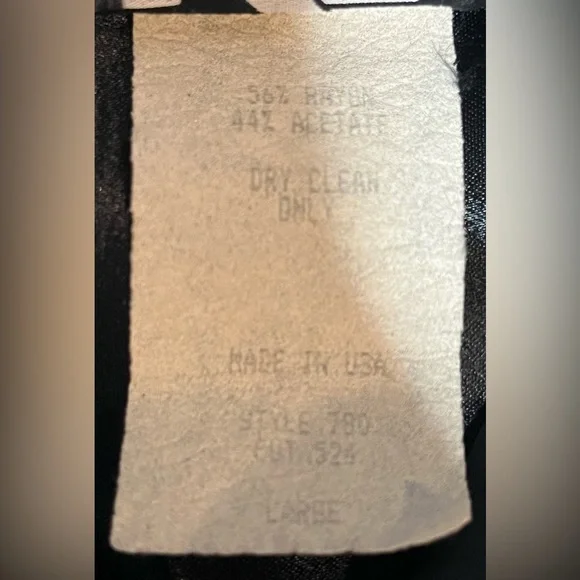 56% RAYON
44% ACETATE
DRY CLEAN
ONLY
MADE IN USA
STYLE 780
CUT 524
LARGE